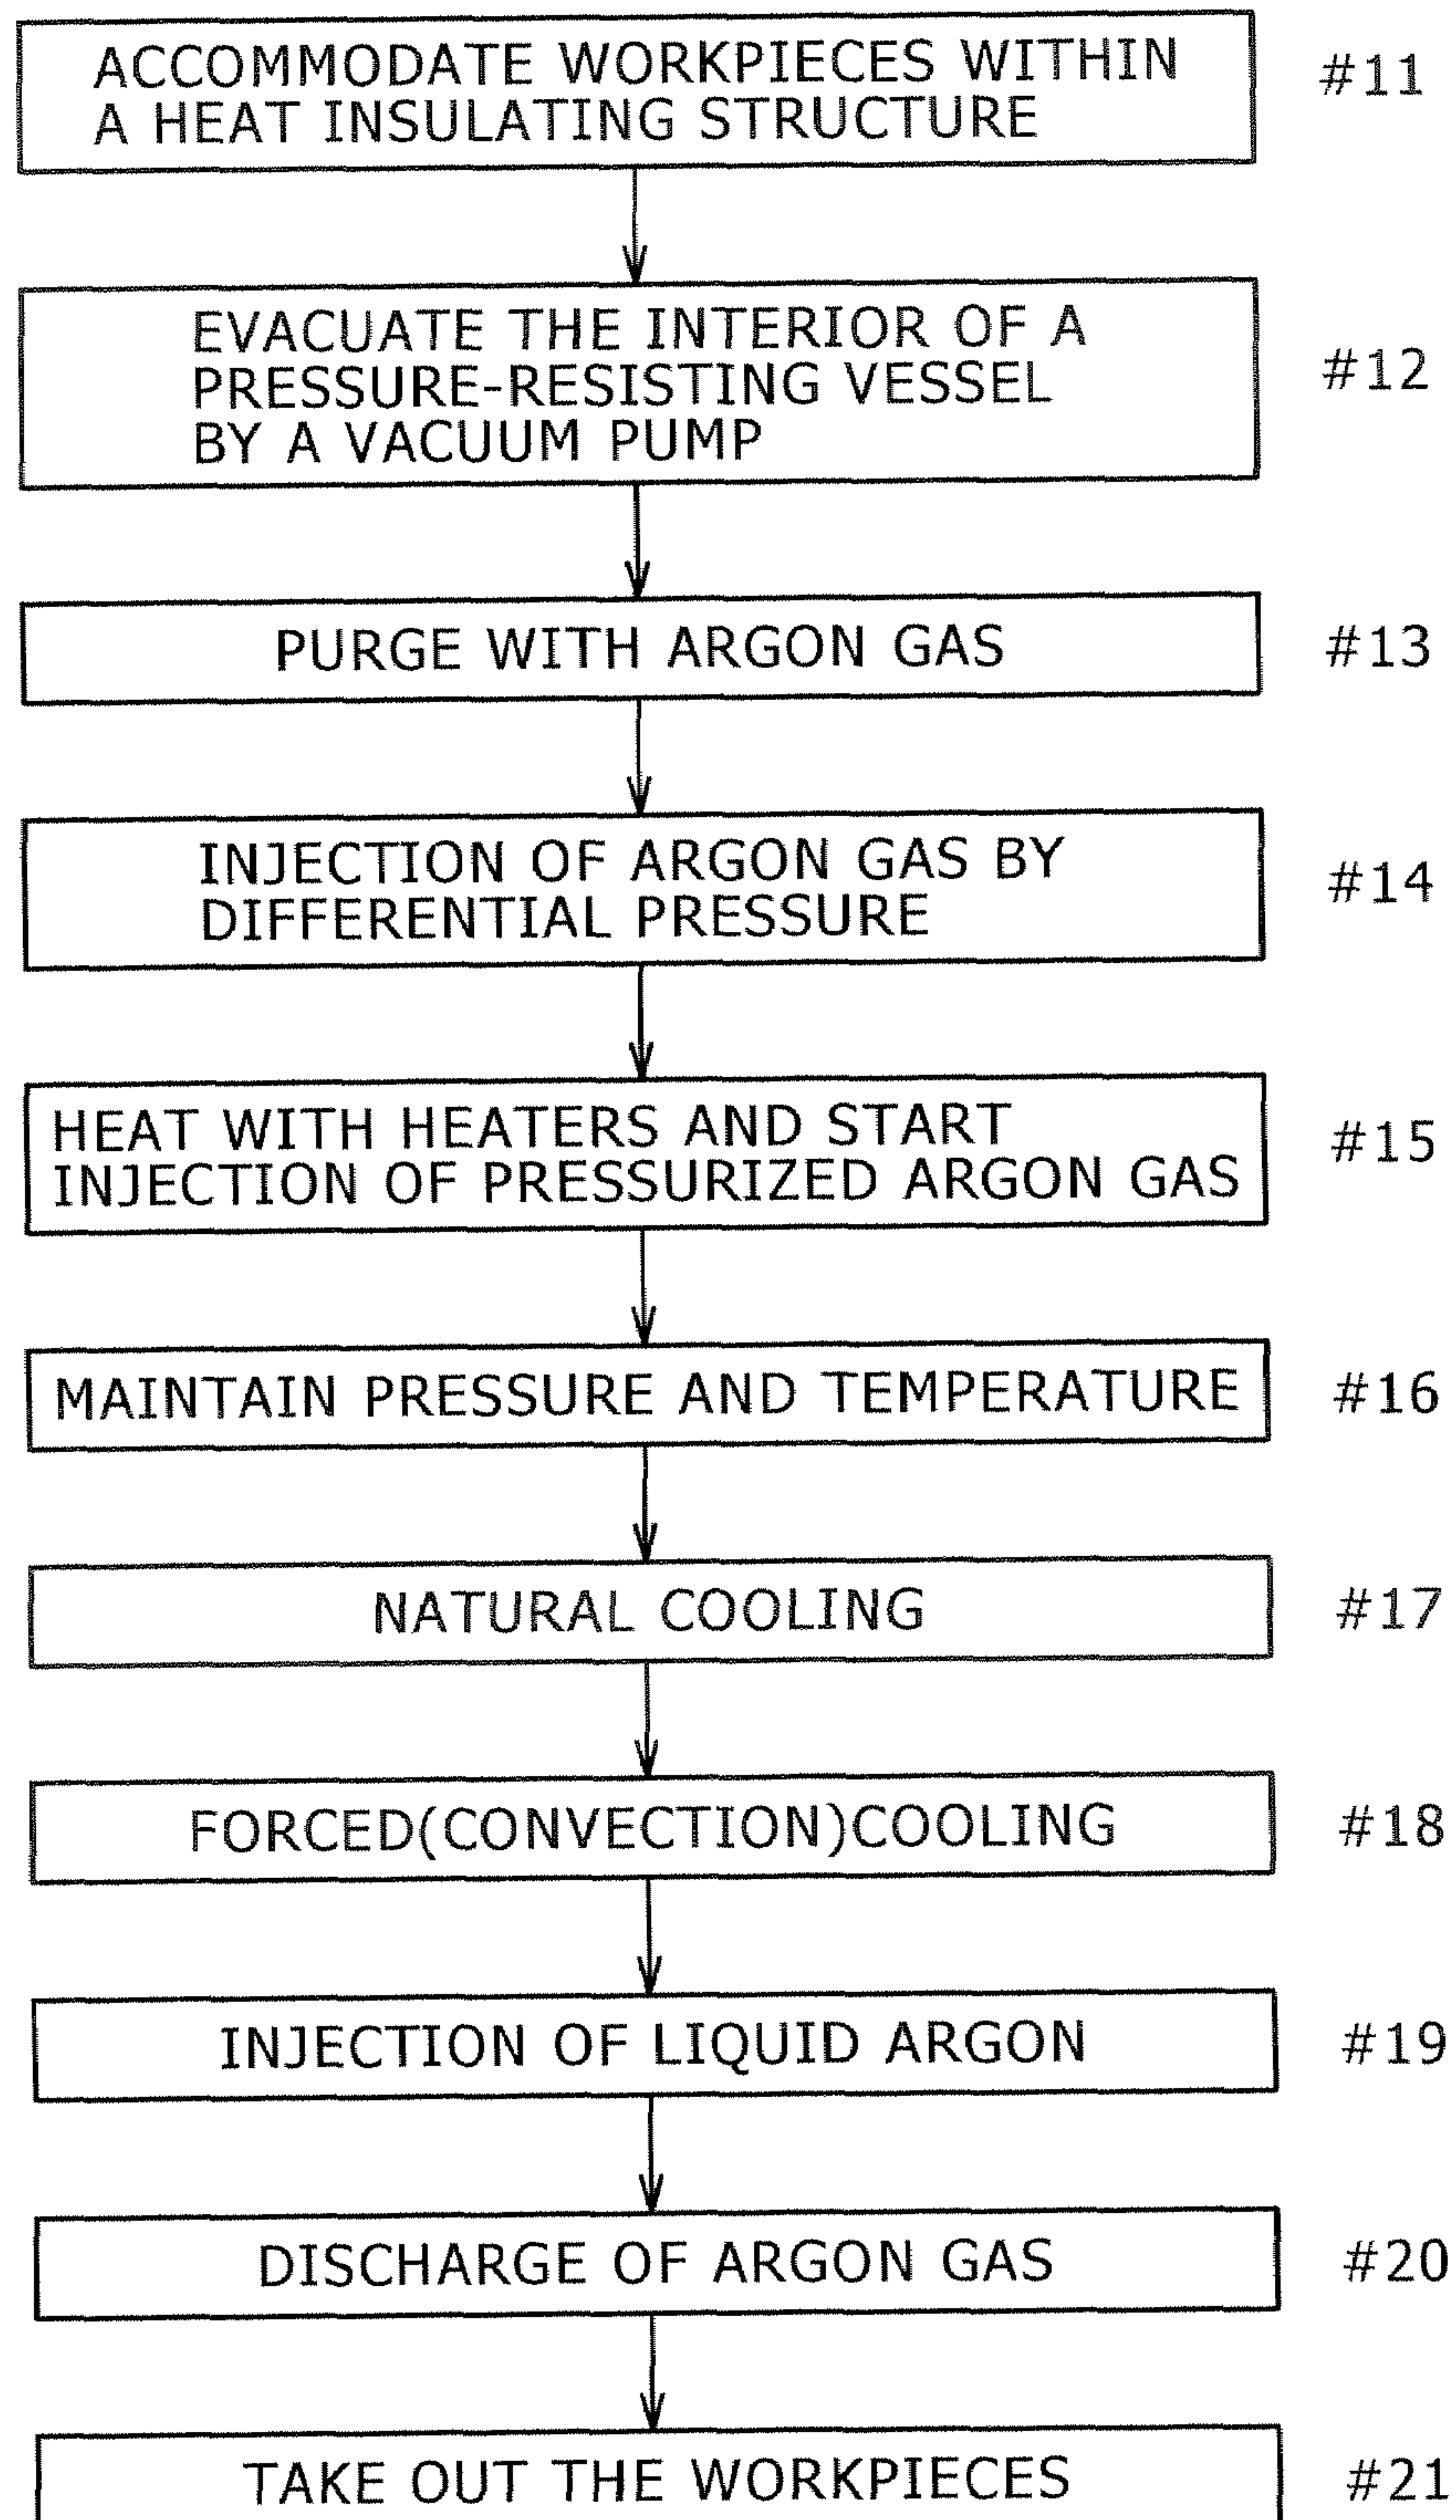 ACCOMMODATE WORKPIECES WITHIN
A HEAT INSULATING STRUCTURE
#11
EVACUATE THE INTERIOR OF A
PRESSURE-RESISTING VESSEL
BY A VACUUM PUMP
#12
PURGE WITH ARGON GAS
#13
INJECTION OF ARGON GAS BY
DIFFERENTIAL PRESSURE
#14
HEAT WITH HEATERS AND START
INJECTION OF PRESSURIZED ARGON GAS
#15
MAINTAIN PRESSURE AND TEMPERATURE
#16
NATURAL COOLING
#17
FORCED(CONVECTION)COOLING
#18
INJECTION OF LIQUID ARGON
#19
DISCHARGE OF ARGON GAS
#20
TAKE OUT THE WORKPIECES
#21